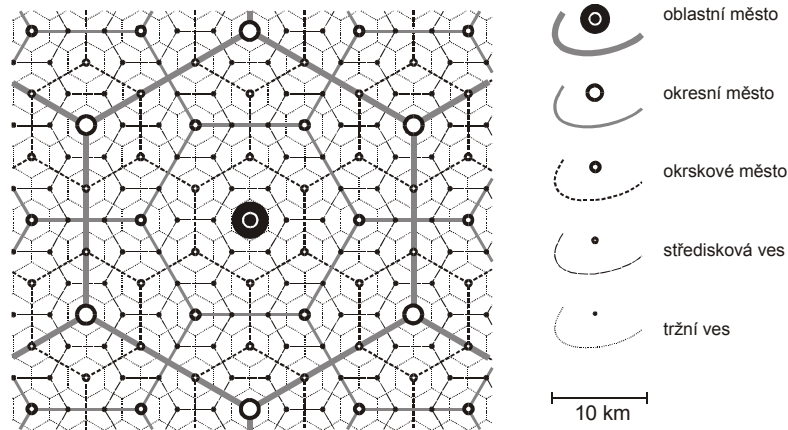 oblastní město
okresní město
okrskové město
středisková ves
tržní ves
10 km